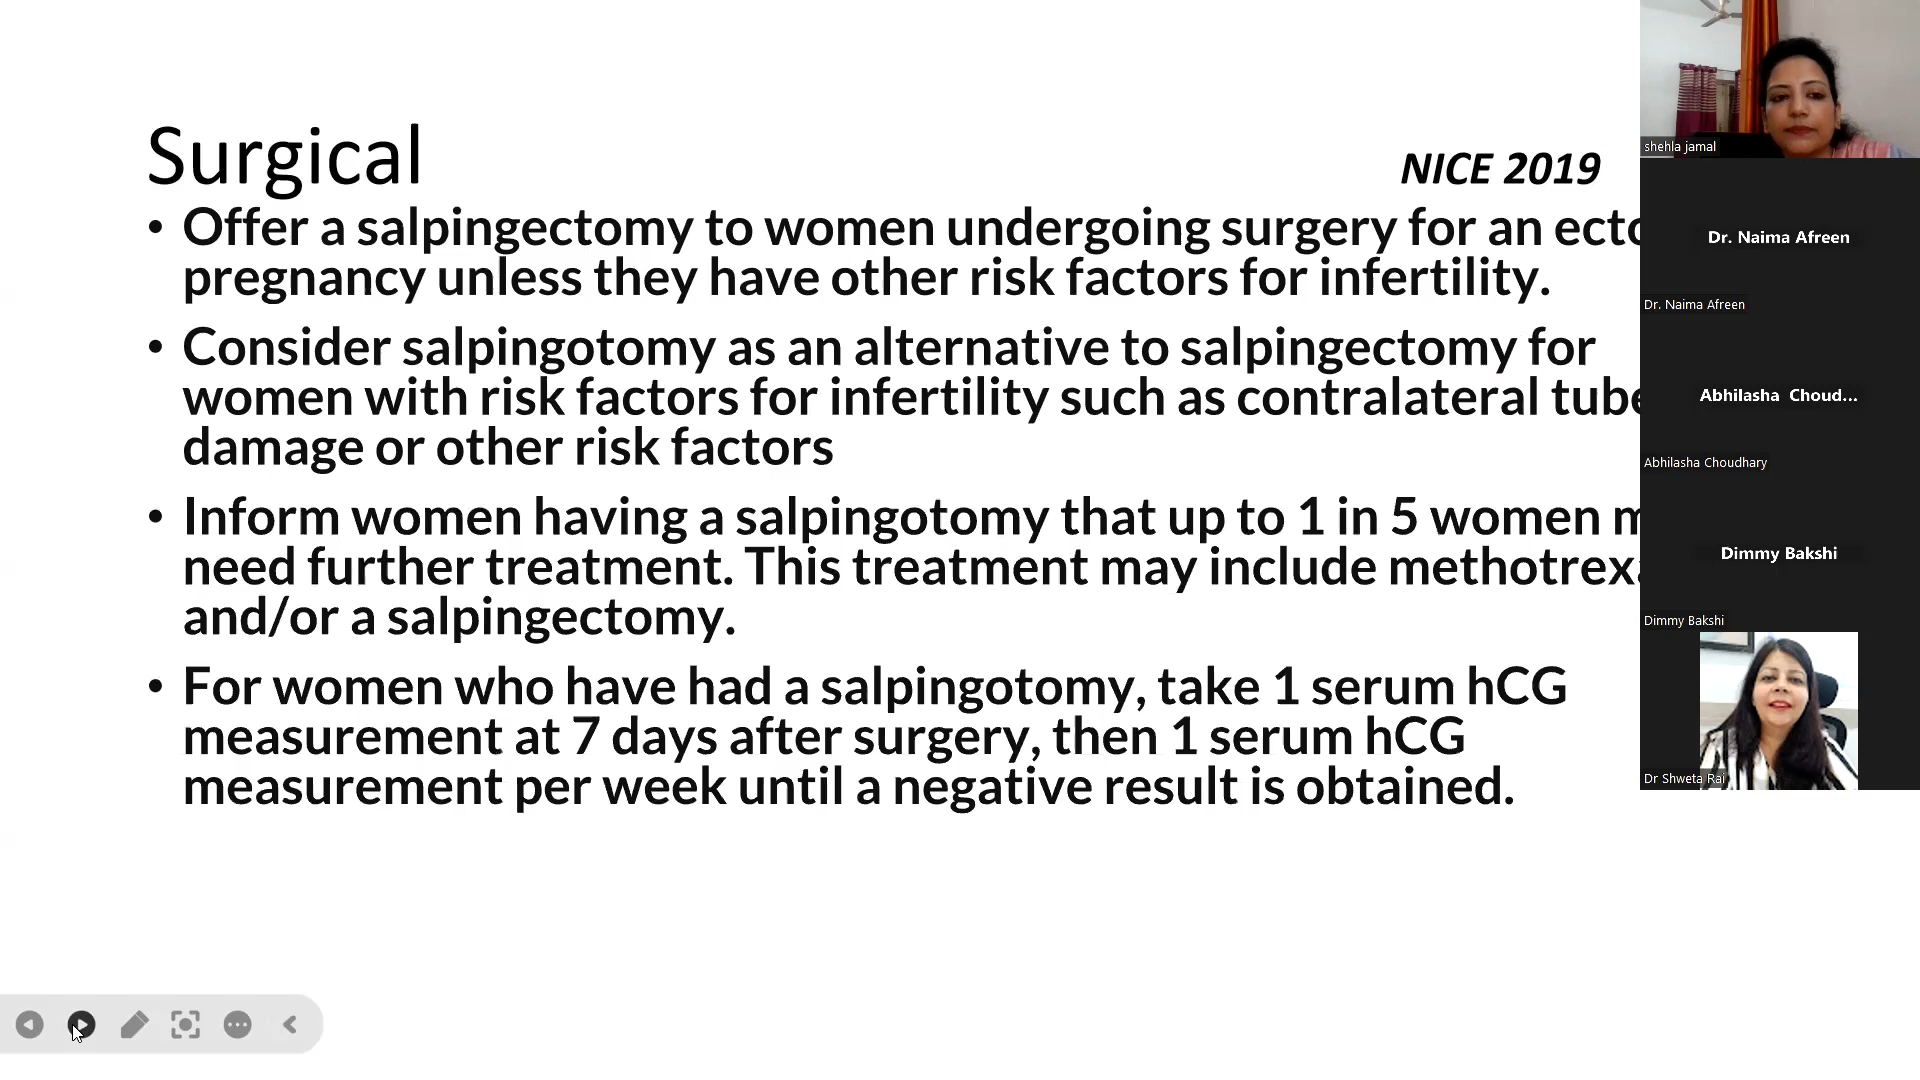 Surgical
NICE 2019
• Offer a salpingectomy to women undergoing surgery for an
pregnancy unless they have other risk factors for infertility.
• Consider salpingotomy as an alternative to salpingectomy for
women with risk factors for infertility such as contralateral tube
damage or other risk factors
• Inform women having a salpingotomy that up to 1 in 5 women
need further treatment. This treatment may include
and/or a salpingectomy.
• For women who have had a salpingotomy, take 1 serum hCG
measurement at 7 days after surgery, then 1 serum hCG
measurement per week until a negative result is obtained.
shehla jamal
Dr. Naima Afreen
Dr. Naima Afreen
Abhilasha Choud...
Abhilasha Choudhary
Dimmy Bakshi
Dimmy Bakshi
Dr Shweta Rai